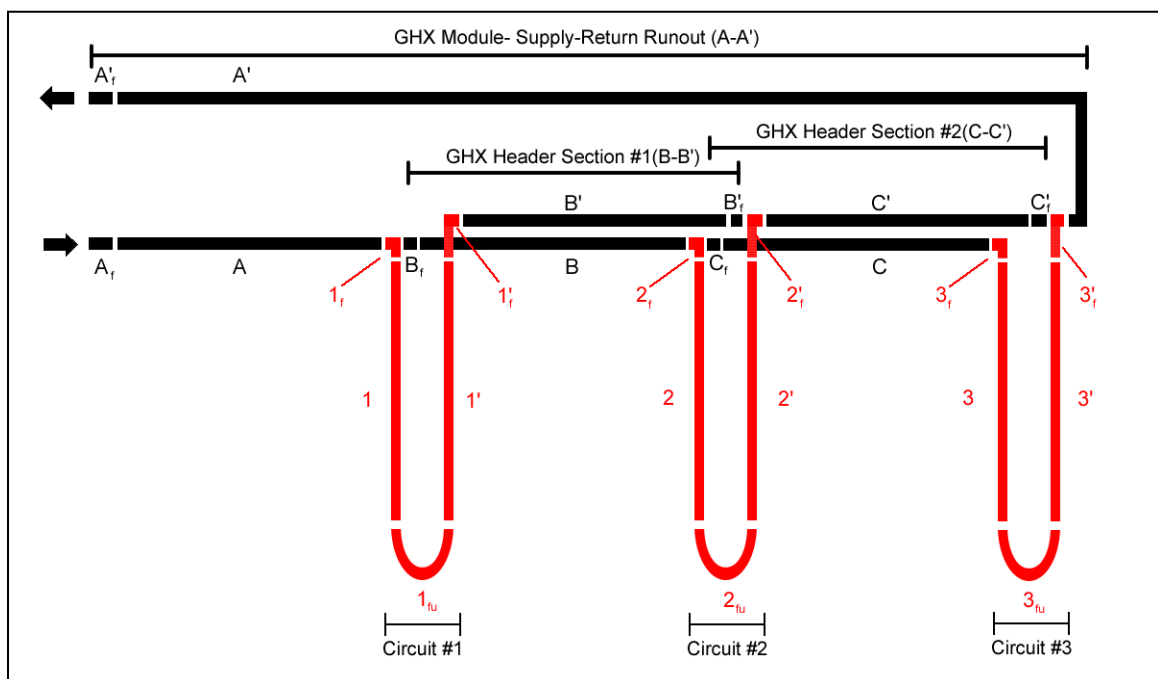 GHX Module- Supply-Return Runout (A-A')
A'f A'
GHX Header Section #2(C-C')
GHX Header Section #1(B-B')
B' B'f C' C'f
Af A Bf B Cf C
1f 1'f 2f 2'f 3f 3'f
1 1' 2 2' 3 3'
1fu 2fu 3fu
Circuit #1 Circuit #2 Circuit #3